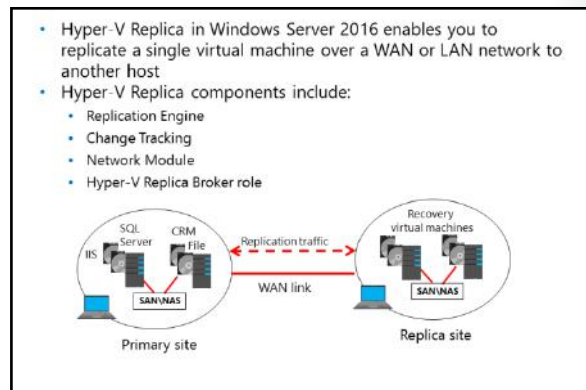 • Hyper-V Replica in Windows Server 2016 enables you to
replicate a single virtual machine over a WAN or LAN network to
another host
• Hyper-V Replica components include:
• Replication Engine
• Change Tracking
• Network Module
• Hyper-V Replica Broker role
IIS
SQL
Server
CRM
File
SAN\NAS
Primary site
Replication traffic
WAN link
Recovery
virtual machines
SAN\NAS
Replica site